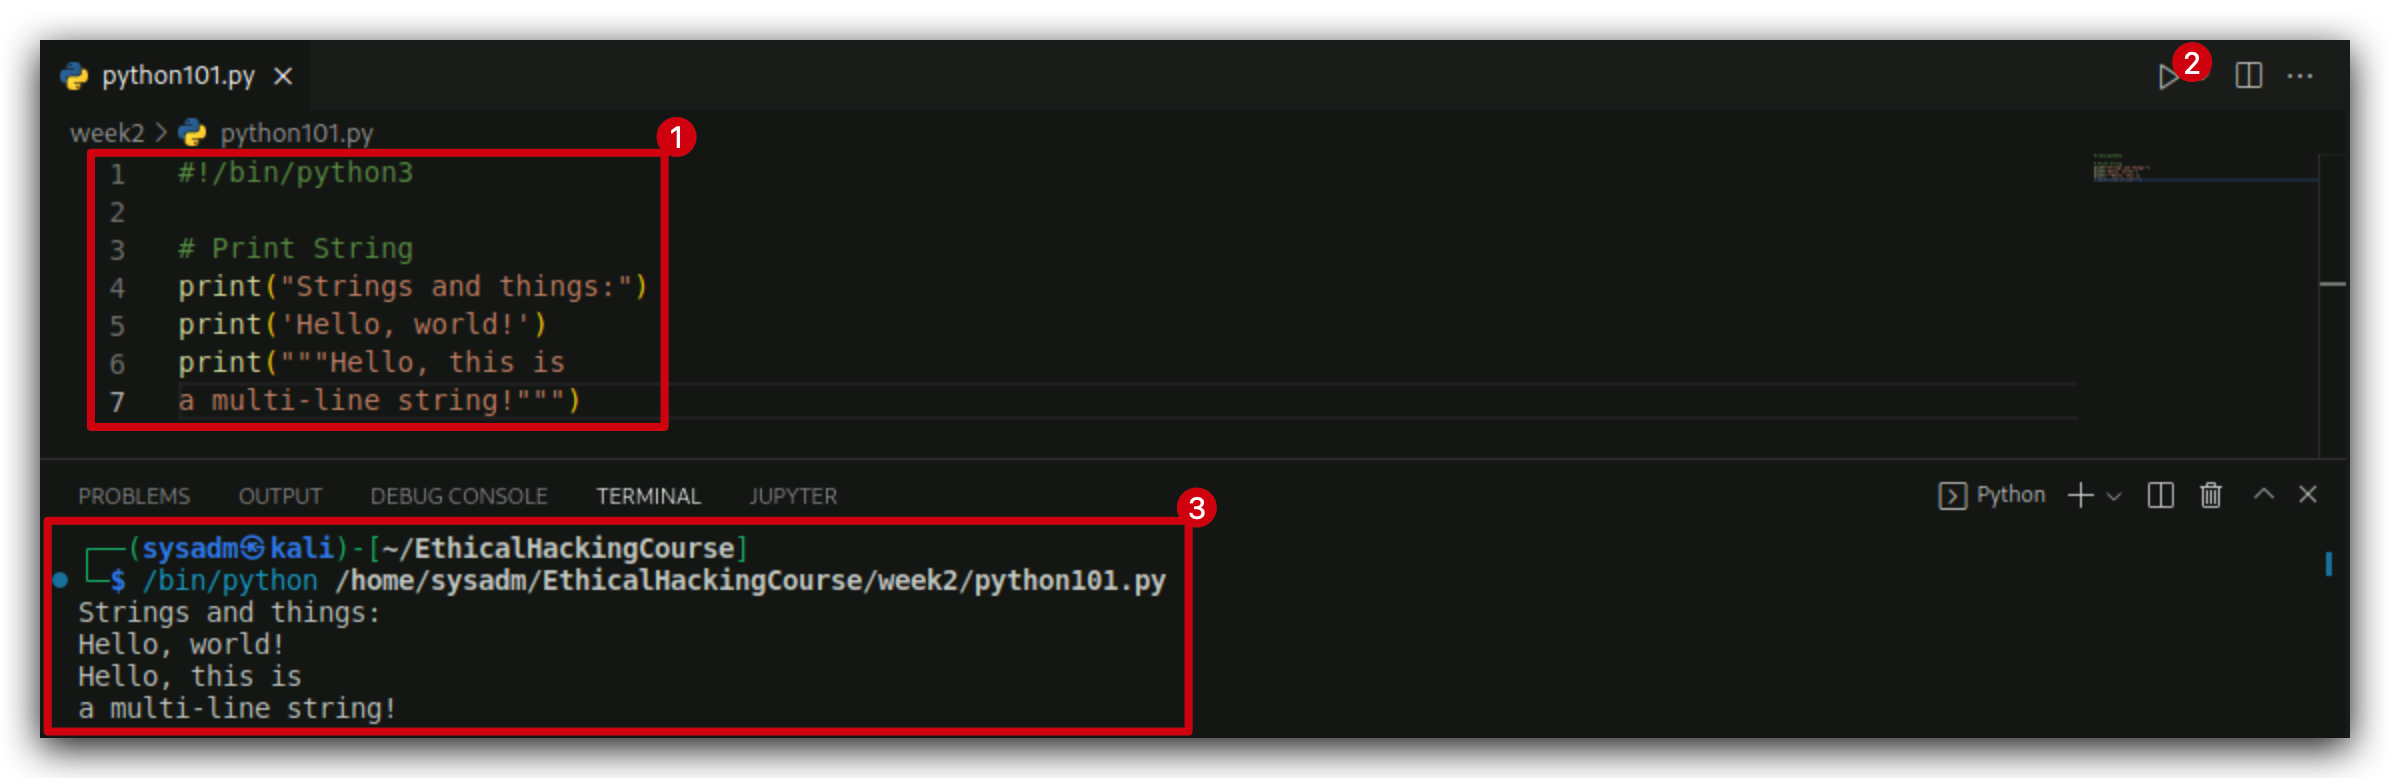 python101.py ×
2
week2 > python101.py
1
1 #!/bin/python3
2
3 # Print String
4 print("Strings and things:")
5 print('Hello, world!')
6 print("""Hello, this is
7 a multi-line string!""")
PROBLEMS OUTPUT DEBUG CONSOLE TERMINAL JUPYTER Python
3
(sysadm㉿kali)-[~/EthicalHackingCourse]
$ /bin/python /home/sysadm/EthicalHackingCourse/week2/python101.py
Strings and things:
Hello, world!
Hello, this is
a multi-line string!